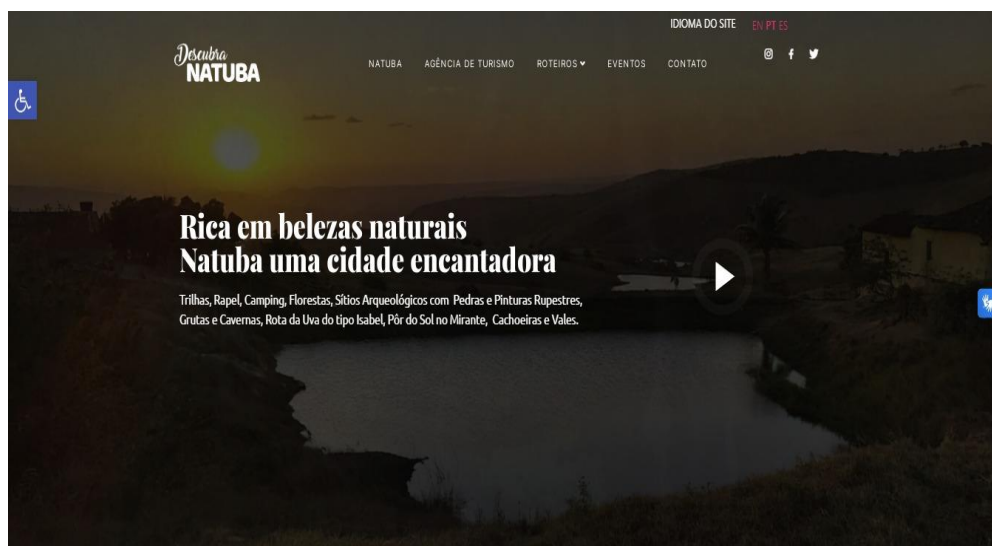 IDIOMA DO SITE EN PT ES
Descubra
NATUBA
NATUBA AGÊNCIA DE TURISMO ROTEIROS EVENTOS CONTATO
Rica em belezas naturais
Natuba uma cidade encantadora
Trilhas, Rapel, Camping, Florestas, Sítios Arqueológicos com Pedras e Pinturas Rupestres,
Grutas e Cavernas, Rota da Uva do tipo Isabel, Pôr do Sol no Mirante, Cachoeiras e Vales.